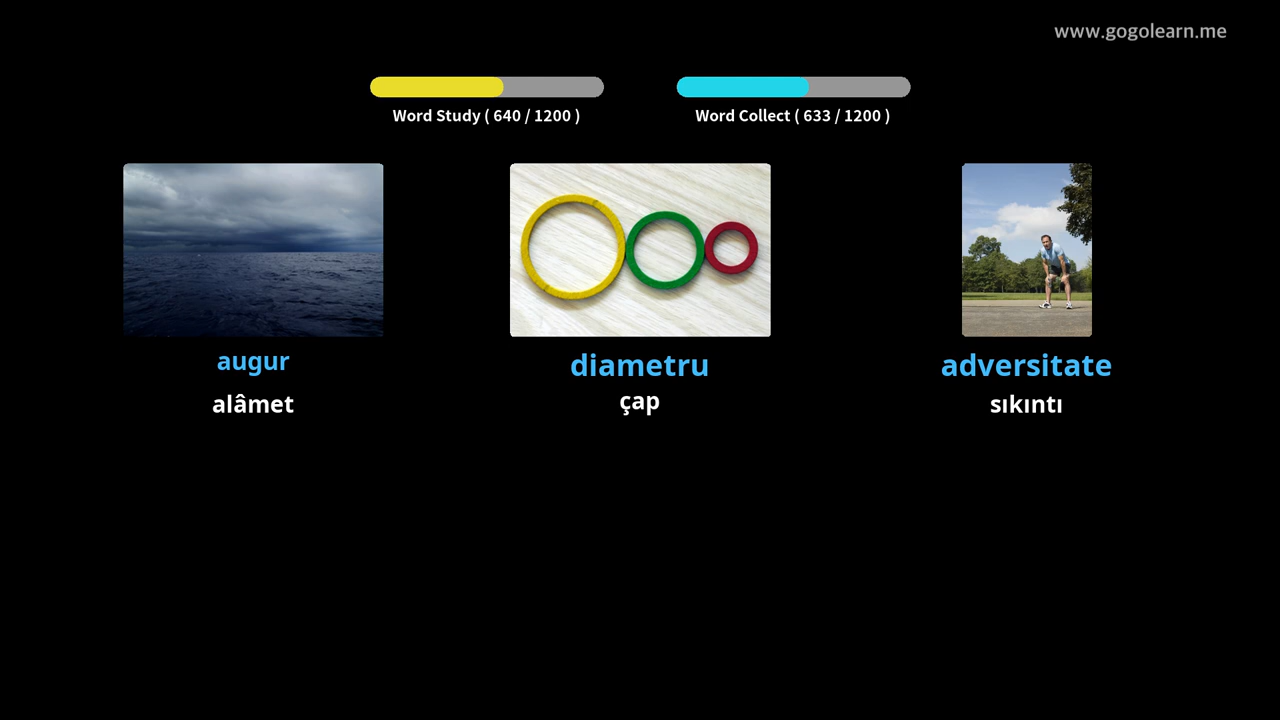 www.gogolearn.me
Word Study ( 640 / 1200 )
Word Collect ( 633 / 1200 )
augur
alâmet
diametru
çap
adversitate
sıkıntı